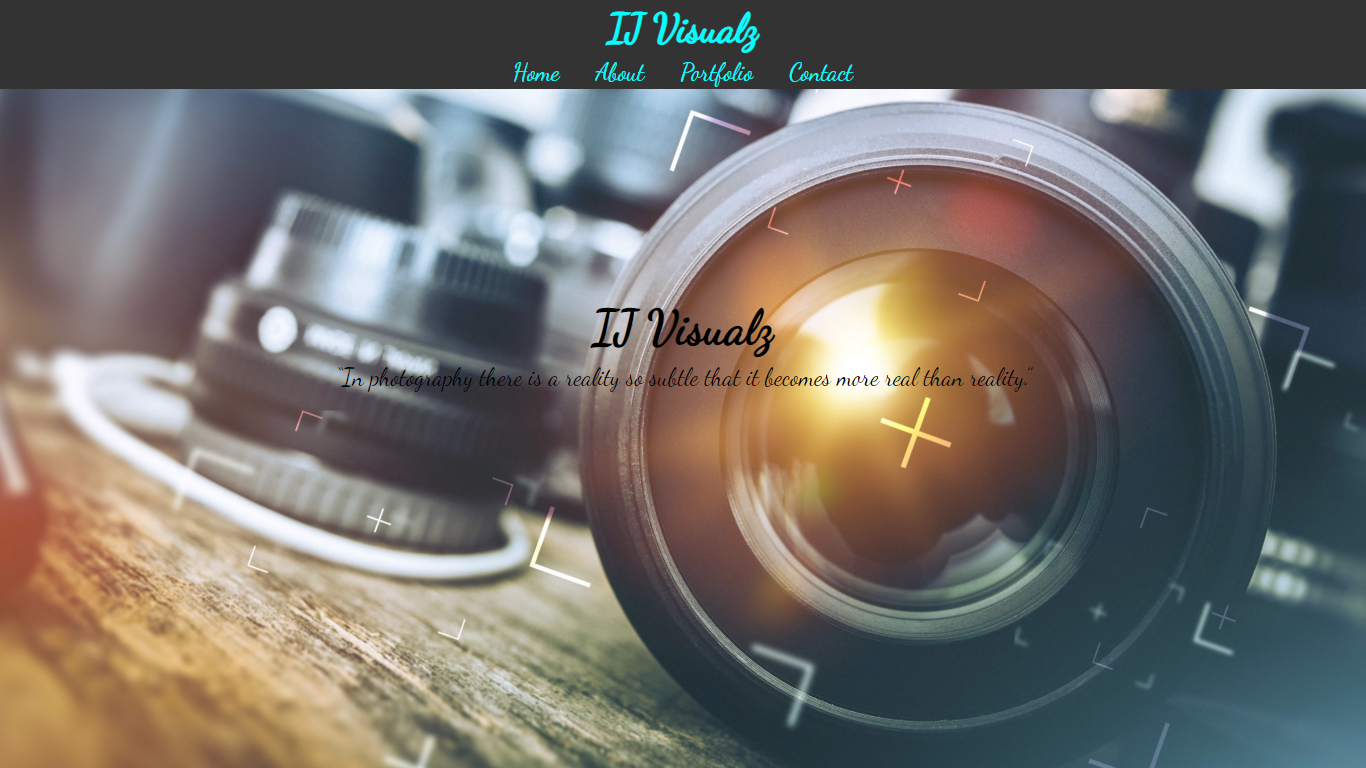 IJ Visualz
Home About Portfolio Contact
IJ Visualz
"In photography there is a reality so subtle that it becomes more real than reality."